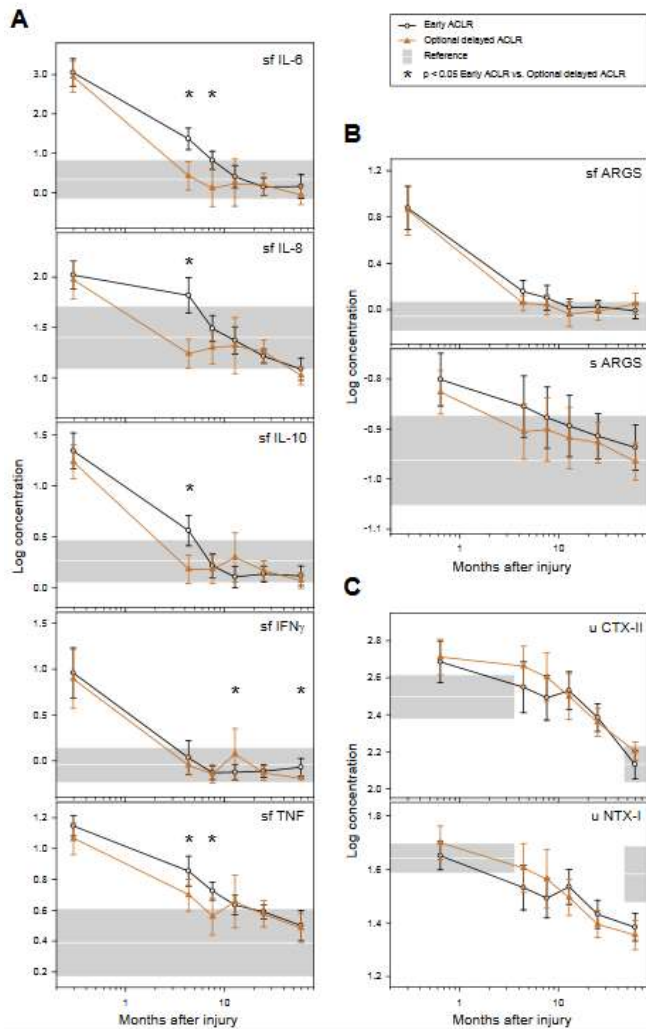 A
Early ACLR
Optional delayed ACLR
Reference
* p < 0.05 Early ACLR vs. Optional delayed ACLR
sf IL-6
* *
3.0
2.0
1.0
0.0
sf IL-8
*
2.0
1.5
1.0
sf IL-10
*
1.5
1.0
0.5
0.0
sf IFNγ
* *
1.0
0.5
0.0
sf TNF
* *
1.2
1.0
0.8
0.6
0.4
0.2
1 10
Months after injury
Log concentration
B
sf ARGS
1.2
0.8
0.4
0.0
s ARGS
-0.8
-0.9
-1.0
-1.1
1 10
Months after injury
Log concentration
C
u CTX-II
2.8
2.6
2.4
2.2
2.0
u NTX-I
1.8
1.6
1.4
1.2
1 10
Months after injury
Log concentration